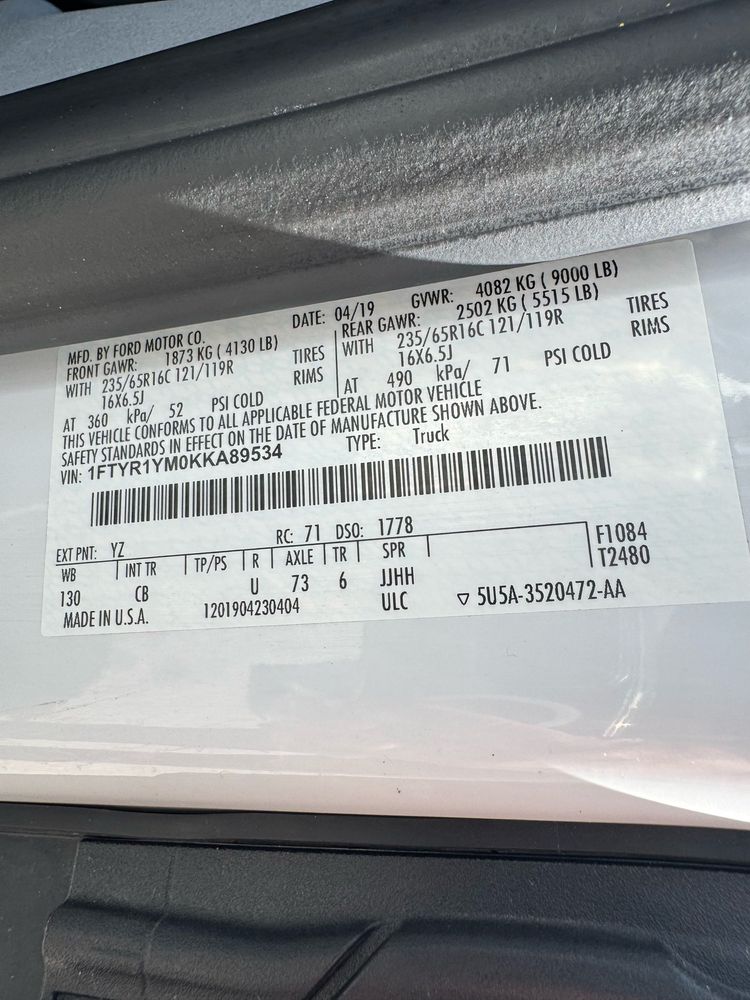 MFD. BY FORD MOTOR CO. DATE: 04/19 GVWR: 4082 KG ( 9000 LB)
FRONT GAWR: 1873 KG ( 4130 LB) REAR GAWR: 2502 KG ( 5515 LB)
WITH 235/65R16C 121/119R TIRES WITH 235/65R16C 121/119R TIRES
16X6.5J RIMS 16X6.5J RIMS
AT 360 kPa/ 52 PSI COLD AT 490 kPa/ 71 PSI COLD
THIS VEHICLE CONFORMS TO ALL APPLICABLE FEDERAL MOTOR VEHICLE
SAFETY STANDARDS IN EFFECT ON THE DATE OF MANUFACTURE SHOWN ABOVE.
VIN: 1FTYR1YM0KKA89534 TYPE: Truck
EXT PNT: YZ RC: 71 DSO: 1778
WB INT TR TP/PS R AXLE TR SPR F1084
130 CB U 73 6 JJHH T2480
MADE IN U.S.A. 1201904230404 ULC ▽ 5U5A-3520472-AA